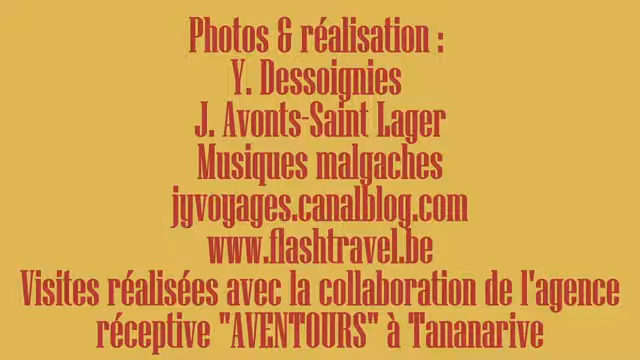 Photos & réalisation :
Y. Dessoignies
J. Avonts-Saint Lager
Musiques malgaches
jyvoyages.canalblog.com
www.flashtravel.be
Visites réalisées avec la collaboration de l'agence
réceptive "AVENTOURS" à Tananarive